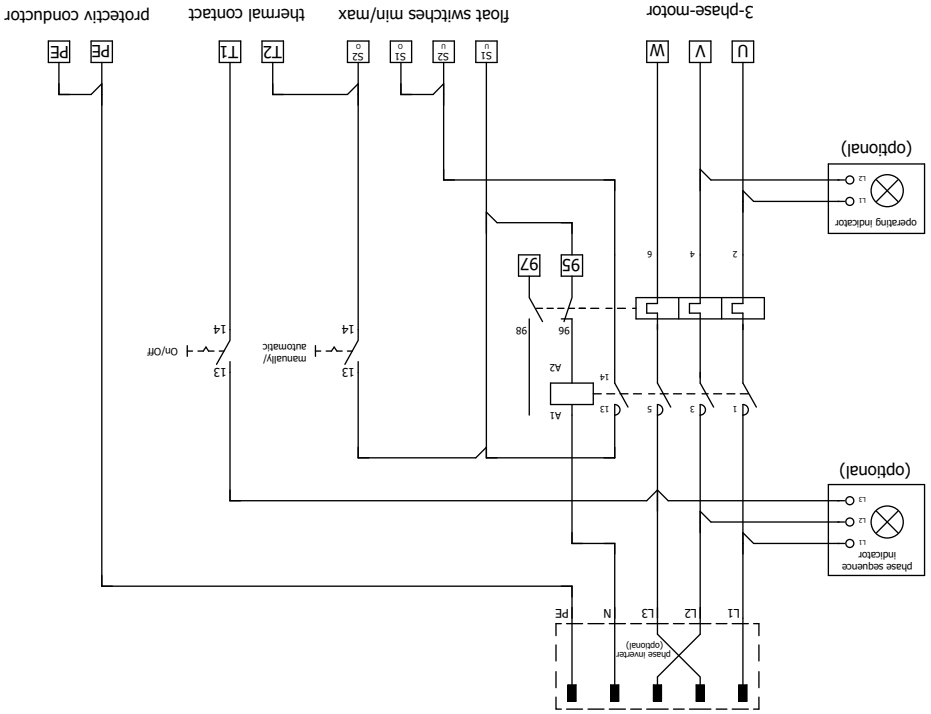 phase inverter
(optional)
L1 L2 L3 N PE
phase sequence
indicator
L1
L2
L3
(optional)
1 3 5 13 A1
14
A2
13
manually/
automatic
14
13
On/Off
14
96 98
95 97
2 4 6
operating indicator
L1
L2
(optional)
U V W
S1
u
S2
u
S1
o
S2
o
T2 T1 PE PE
3-phase-motor
float switches min/max
thermal contact
protectiv conductor